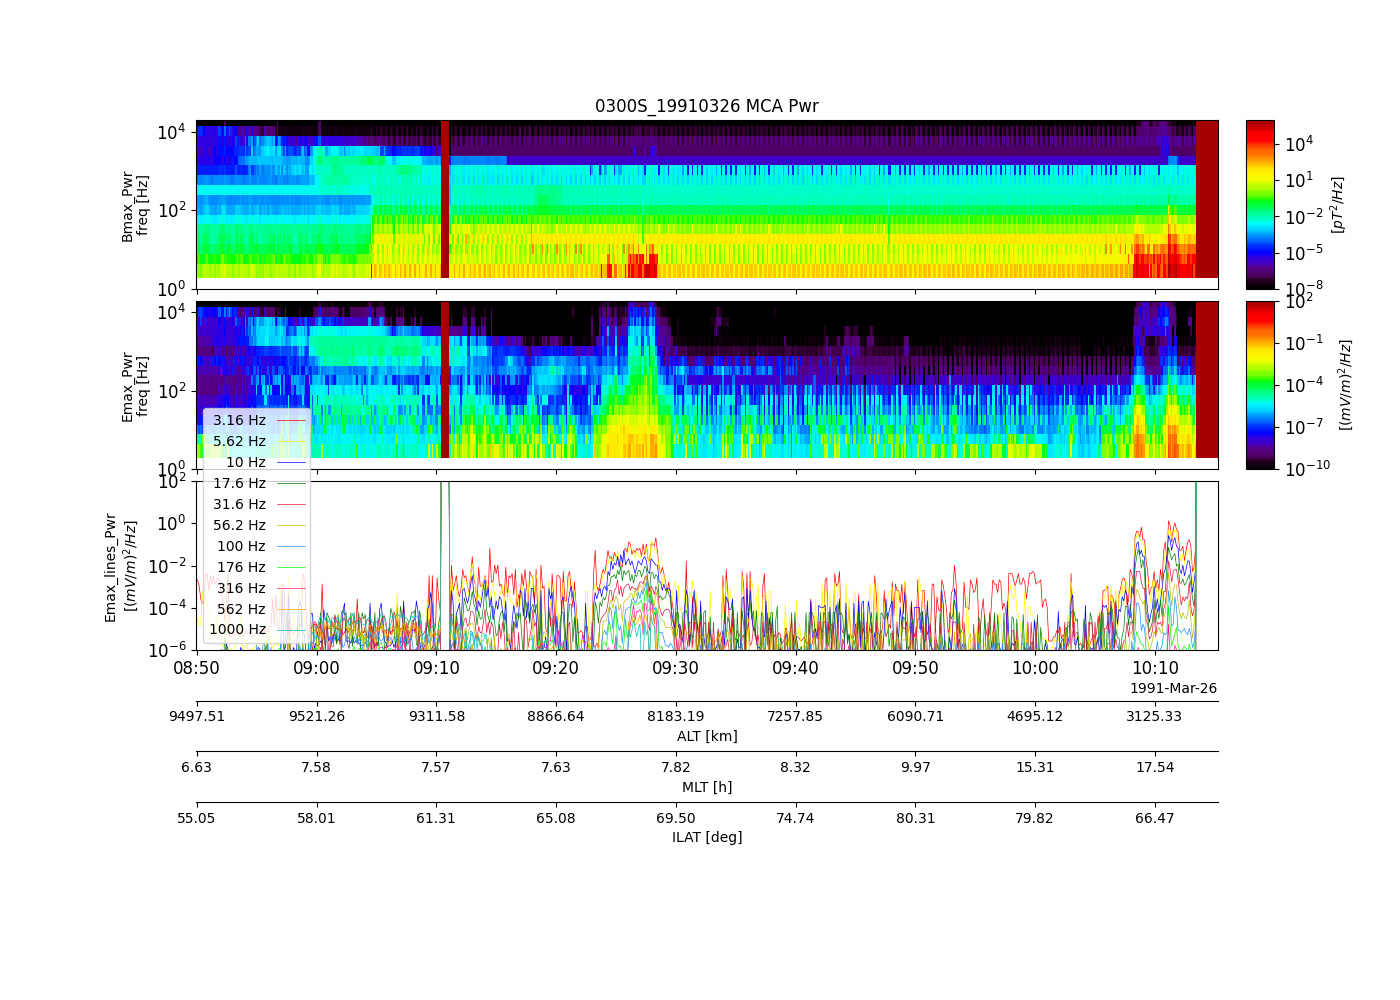 0300S_19910326 MCA Pwr
10^4
10^2
10^0
Bmax_Pwr
freq [Hz]
10^4
10^1
10^-2
10^-5
10^-8
[pT^2/Hz]
10^4
10^2
10^0
Emax_Pwr
freq [Hz]
10^2
10^-1
10^-4
10^-7
10^-10
[(mV/m)^2/Hz]
3.16 Hz
5.62 Hz
10 Hz
17.6 Hz
31.6 Hz
56.2 Hz
100 Hz
176 Hz
316 Hz
562 Hz
1000 Hz
10^2
10^0
10^-2
10^-4
10^-6
Emax_lines_Pwr
[(mV/m)^2/Hz]
08:50 09:00 09:10 09:20 09:30 09:40 09:50 10:00 10:10
1991-Mar-26
9497.51 9521.26 9311.58 8866.64 8183.19 7257.85 6090.71 4695.12 3125.33
ALT [km]
6.63 7.58 7.57 7.63 7.82 8.32 9.97 15.31 17.54
MLT [h]
55.05 58.01 61.31 65.08 69.50 74.74 80.31 79.82 66.47
ILAT [deg]